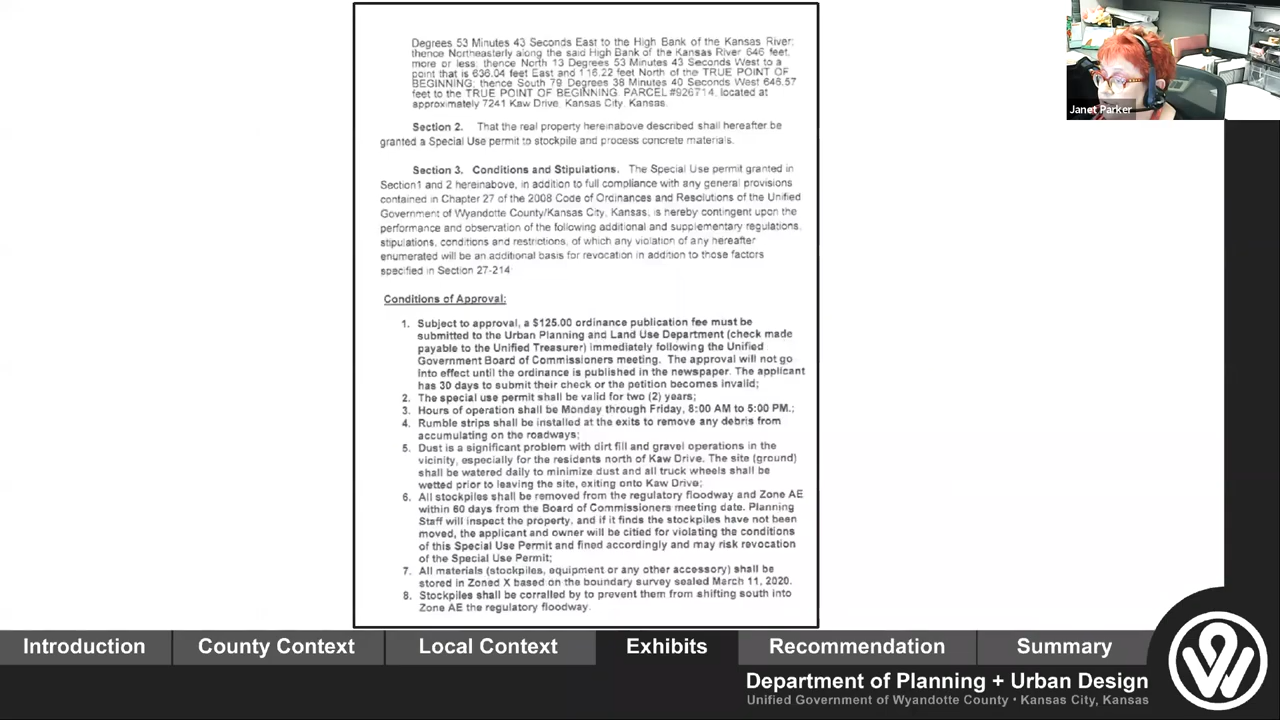 Degrees 53 Minutes 43 Seconds East to the High Bank of the Kansas River;
thence Northeasterly along the said High Bank of the Kansas River 646 feet,
more or less; thence North 13 Degrees 53 Minutes 43 Seconds West to a
point that is 636.04 feet East and 116.22 feet North of the TRUE POINT OF
BEGINNING; thence South 79 Degrees 38 Minutes 40 Seconds West 646.57
feet to the TRUE POINT OF BEGINNING. PARCEL #926714, located at
approximately 7241 Kaw Drive, Kansas City, Kansas.
Section 2. That the real property hereinabove described shall hereafter be
granted a Special Use permit to stockpile and process concrete materials.
Section 3. Conditions and Stipulations. The Special Use permit granted in
Section1 and 2 hereinabove, in addition to full compliance with any general provisions
contained in Chapter 27 of the 2008 Code of Ordinances and Resolutions of the Unified
Government of Wyandotte County/Kansas City, Kansas, is hereby contingent upon the
performance and observation of the following additional and supplementary regulations,
stipulations, conditions and restrictions, of which any violation of any hereafter
enumerated will be an additional basis for revocation in addition to those factors
specified in Section 27-214:
Conditions of Approval:
1. Subject to approval, a $125.00 ordinance publication fee must be
submitted to the Urban Planning and Land Use Department (check made
payable to the Unified Treasurer) immediately following the Unified
Government Board of Commissioners meeting. The approval will not go
into effect until the ordinance is published in the newspaper. The applicant
has 30 days to submit their check or the petition becomes invalid;
2. The special use permit shall be valid for two (2) years;
3. Hours of operation shall be Monday through Friday, 8:00 AM to 5:00 PM.;
4. Rumble strips shall be installed at the exits to remove any debris from
accumulating on the roadways;
5. Dust is a significant problem with dirt fill and gravel operations in the
vicinity, especially for the residents north of Kaw Drive. The site (ground)
shall be watered daily to minimize dust and all truck wheels shall be
wetted prior to leaving the site, exiting onto Kaw Drive;
6. All stockpiles shall be removed from the regulatory floodway and Zone AE
within 60 days from the Board of Commissioners meeting date. Planning
Staff will inspect the property, and if it finds the stockpiles have not been
moved, the applicant and owner will be citied for violating the conditions
of this Special Use Permit and fined accordingly and may risk revocation
of the Special Use Permit;
7. All materials (stockpiles, equipment or any other accessory) shall be
stored in Zoned X based on the boundary survey sealed March 11, 2020.
8. Stockpiles shall be corralled by to prevent them from shifting south into
Zone AE the regulatory floodway.
Janet Parker
Introduction County Context Local Context Exhibits Recommendation Summary
Department of Planning + Urban Design
Unified Government of Wyandotte County • Kansas City, Kansas